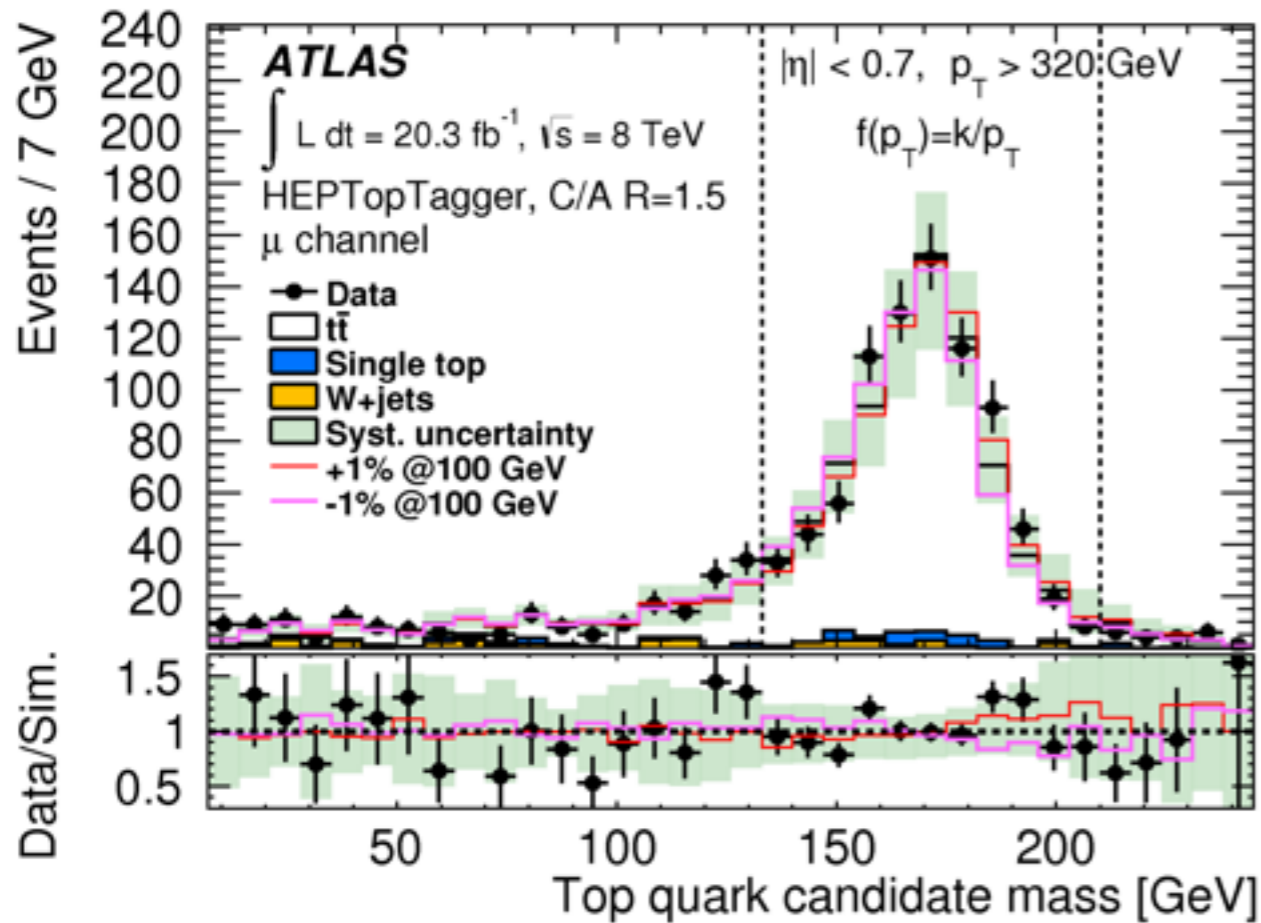 240
220
200
180
160
140
120
100
80
60
40
20
Events / 7 GeV
ATLAS
|η| < 0.7, p_T > 320 GeV
∫ L dt = 20.3 fb⁻¹, √s = 8 TeV
f(p_T)=k/p_T
HEPTopTagger, C/A R=1.5
μ channel
Data
tt̄
Single top
W+jets
Syst. uncertainty
+1% @100 GeV
-1% @100 GeV
Data/Sim.
1.5
1
0.5
50 100 150 200
Top quark candidate mass [GeV]